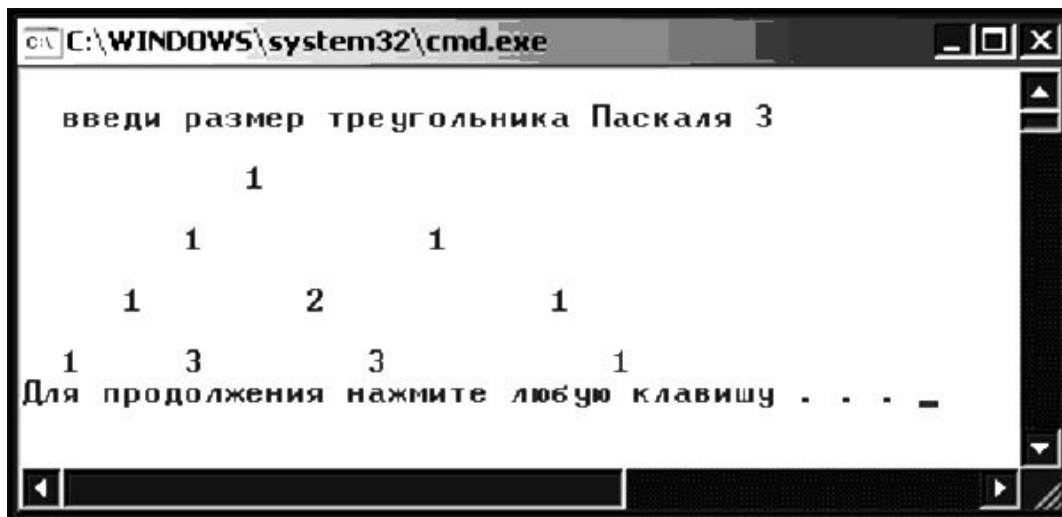 C:\WINDOWS\system32\cmd.exe
введи размер треугольника Паскаля 3
1
1 1
1 2 1
1 3 3 1
Для продолжения нажмите любую клавишу . . . _